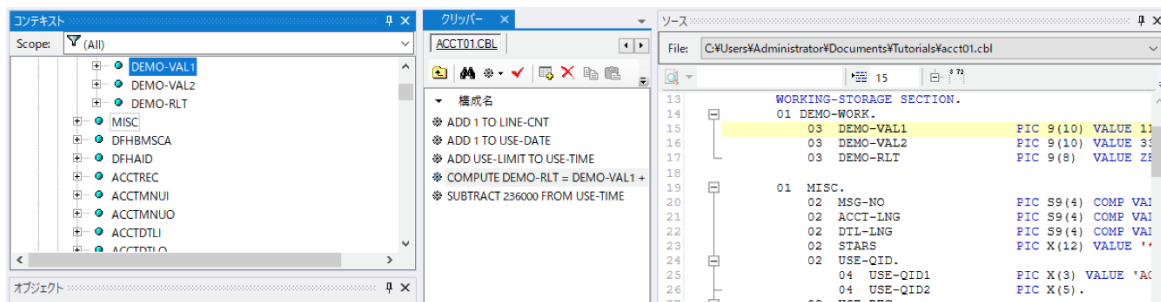 コンテキスト
Scope: (All)
DEMO-VAL1
DEMO-VAL2
DEMO-RLT
MISC
DFHBMSCA
DFHAID
ACCTREC
ACCTMNUI
ACCTMNUO
ACCTDTLI
ACCTDTLO
オブジェクト
クリッパー
ACCT01.CBL
構成名
ADD 1 TO LINE-CNT
ADD 1 TO USE-DATE
ADD USE-LIMIT TO USE-TIME
COMPUTE DEMO-RLT = DEMO-VAL1 +
SUBTRACT 236000 FROM USE-TIME
ソース
File: C:¥Users¥Administrator¥Documents¥Tutorials¥acct01.cbl
15
13 WORKING-STORAGE SECTION.
14 01 DEMO-WORK.
15 03 DEMO-VAL1 PIC 9(10) VALUE 11
16 03 DEMO-VAL2 PIC 9(10) VALUE 33
17 03 DEMO-RLT PIC 9(8) VALUE ZE
18
19 01 MISC.
20 02 MSG-NO PIC S9(4) COMP VAL
21 02 ACCT-LNG PIC S9(4) COMP VAL
22 02 DTL-LNG PIC S9(4) COMP VAL
23 02 STARS PIC X(12) VALUE '*
24 02 USE-QID.
25 04 USE-QID1 PIC X(3) VALUE 'AC
26 04 USE-QID2 PIC X(5).